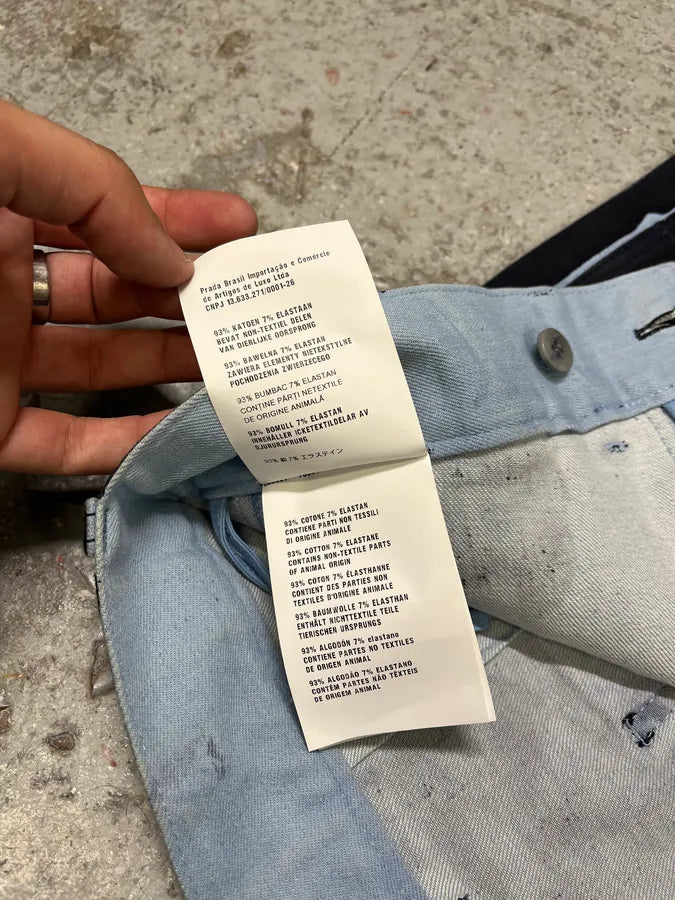 Prada Brasil Importação e Comércio
de Artigos de Luxo Ltda
CNPJ 13.633.271/0001-26
93% KATOEN 7% ELASTAAN
BEVAT NON-TEXTIEL DELEN
VAN DIERLIJKE OORSPRONG
93% BAWELNA 7% ELASTAN
ZAWIERA ELEMENTY NIETEKSTYLNE
POCHODZENIA ZWIERZECEGO
93% BUMBAC 7% ELASTAN
CONȚINE PĂRȚI NETEXTILE
DE ORIGINE ANIMALĂ
93% BOMULL 7% ELASTAN
INNEHÅLLER ICKETEXTILDELAR AV
DJURURSPRUNG
93% 綿 7% エラステイン
93% COTONE 7% ELASTAN
CONTIENE PARTI NON TESSILI
DI ORIGINE ANIMALE
93% COTTON 7% ELASTANE
CONTAINS NON-TEXTILE PARTS
OF ANIMAL ORIGIN
93% COTON 7% ÉLASTHANNE
CONTIENT DES PARTIES NON
TEXTILES D'ORIGINE ANIMALE
93% BAUMWOLLE 7% ELASTHAN
ENTHÄLT NICHTTEXTILE TEILE
TIERISCHEN URSPRUNGS
93% ALGODÓN 7% elastano
CONTIENE PARTES NO TEXTILES
DE ORIGEN ANIMAL
93% ALGODÃO 7% ELASTANO
CONTÉM PARTES NÃO TÊXTEIS
DE ORIGEM ANIMAL